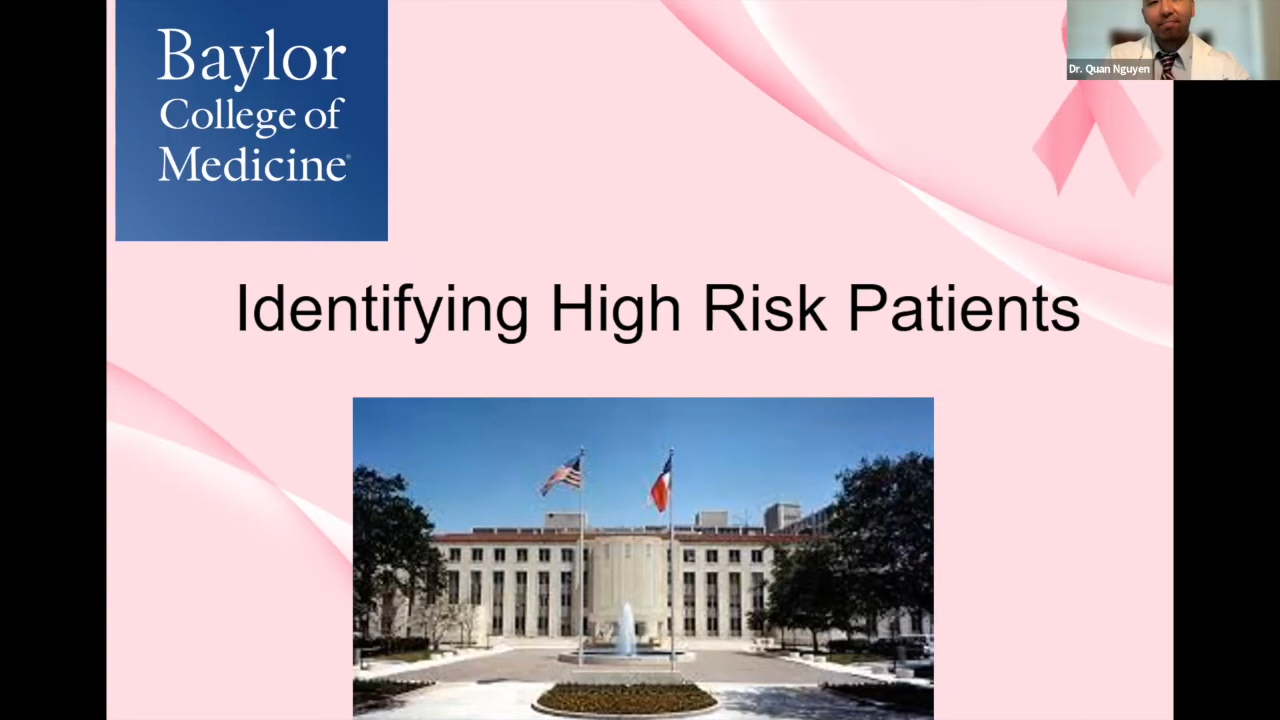 Baylor
College of
Medicine®
Dr. Quan Nguyen
Identifying High Risk Patients